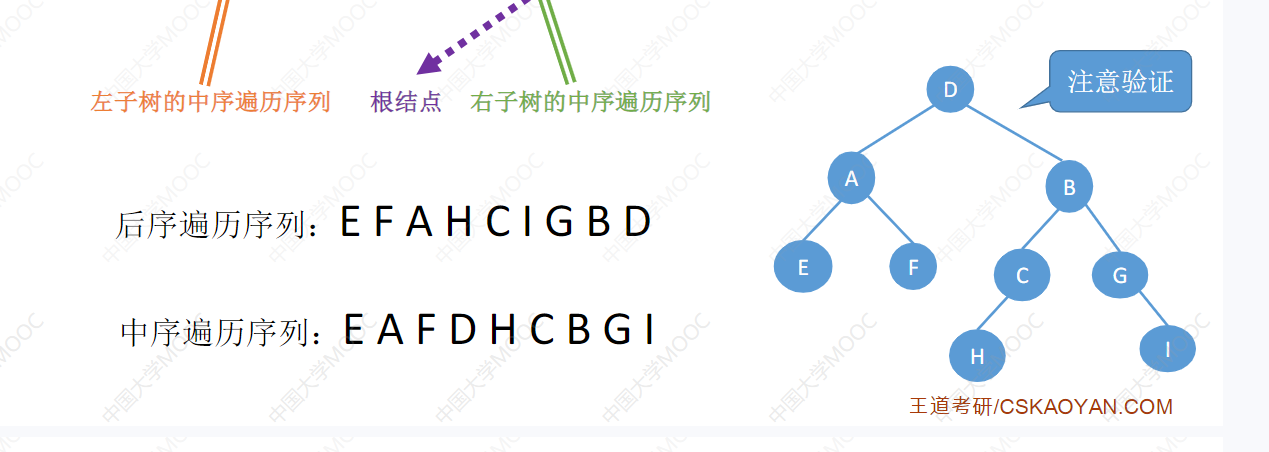 左子树的中序遍历序列 根结点 右子树的中序遍历序列
注意验证
后序遍历序列：E F A H C I G B D
中序遍历序列：E A F D H C B G I
D
A B
E F C G
H I
王道考研/CSKAOYAN.COM
中国大学MOOC